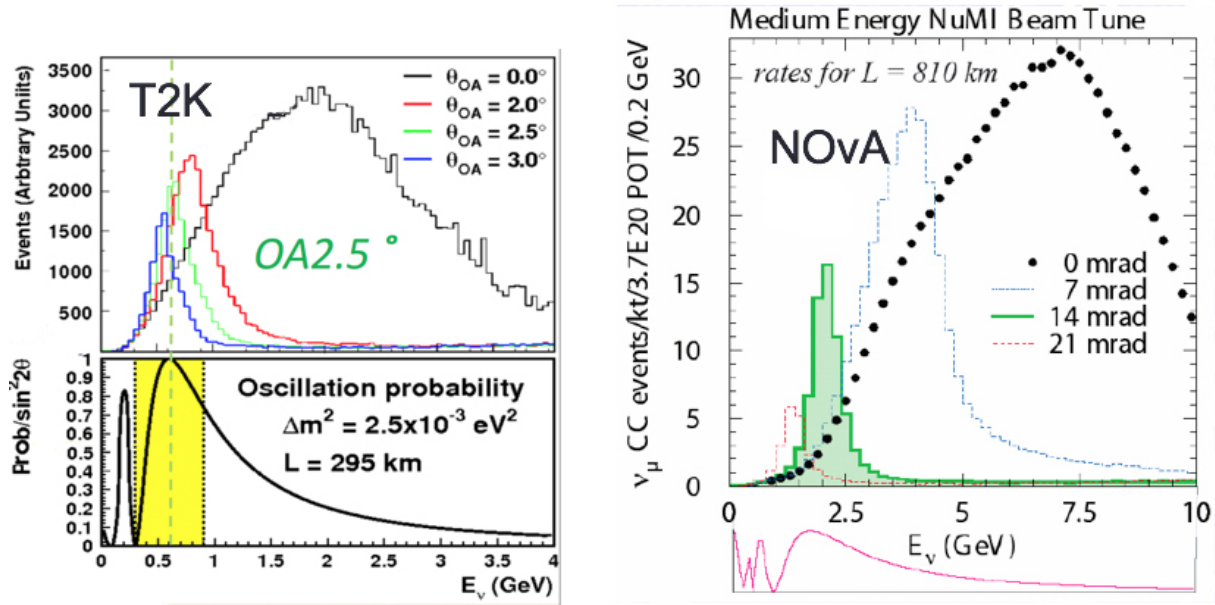 T2K
Events (Arbtrary Uniits)
3500
3000
2500
2000
1500
1000
500
θOA = 0.0°
θOA = 2.0°
θOA = 2.5°
θOA = 3.0°
OA2.5 °
Prob/sin²2θ
1
0.9
0.8
0.7
0.6
0.5
0.4
0.3
0.2
0.1
0
Oscillation probability
Δm² = 2.5x10⁻³ eV²
L = 295 km
0 0.5 1 1.5 2 2.5 3 3.5 4
Eν (GeV)
Medium Energy NuMI Beam Tune
νμ CC events/kt/3.7E20 POT/0.2 GeV
rates for L = 810 km
NOvA
30
25
20
15
10
5
0
0 mrad
7 mrad
14 mrad
21 mrad
0 2.5 5 7.5 10
Eν (GeV)